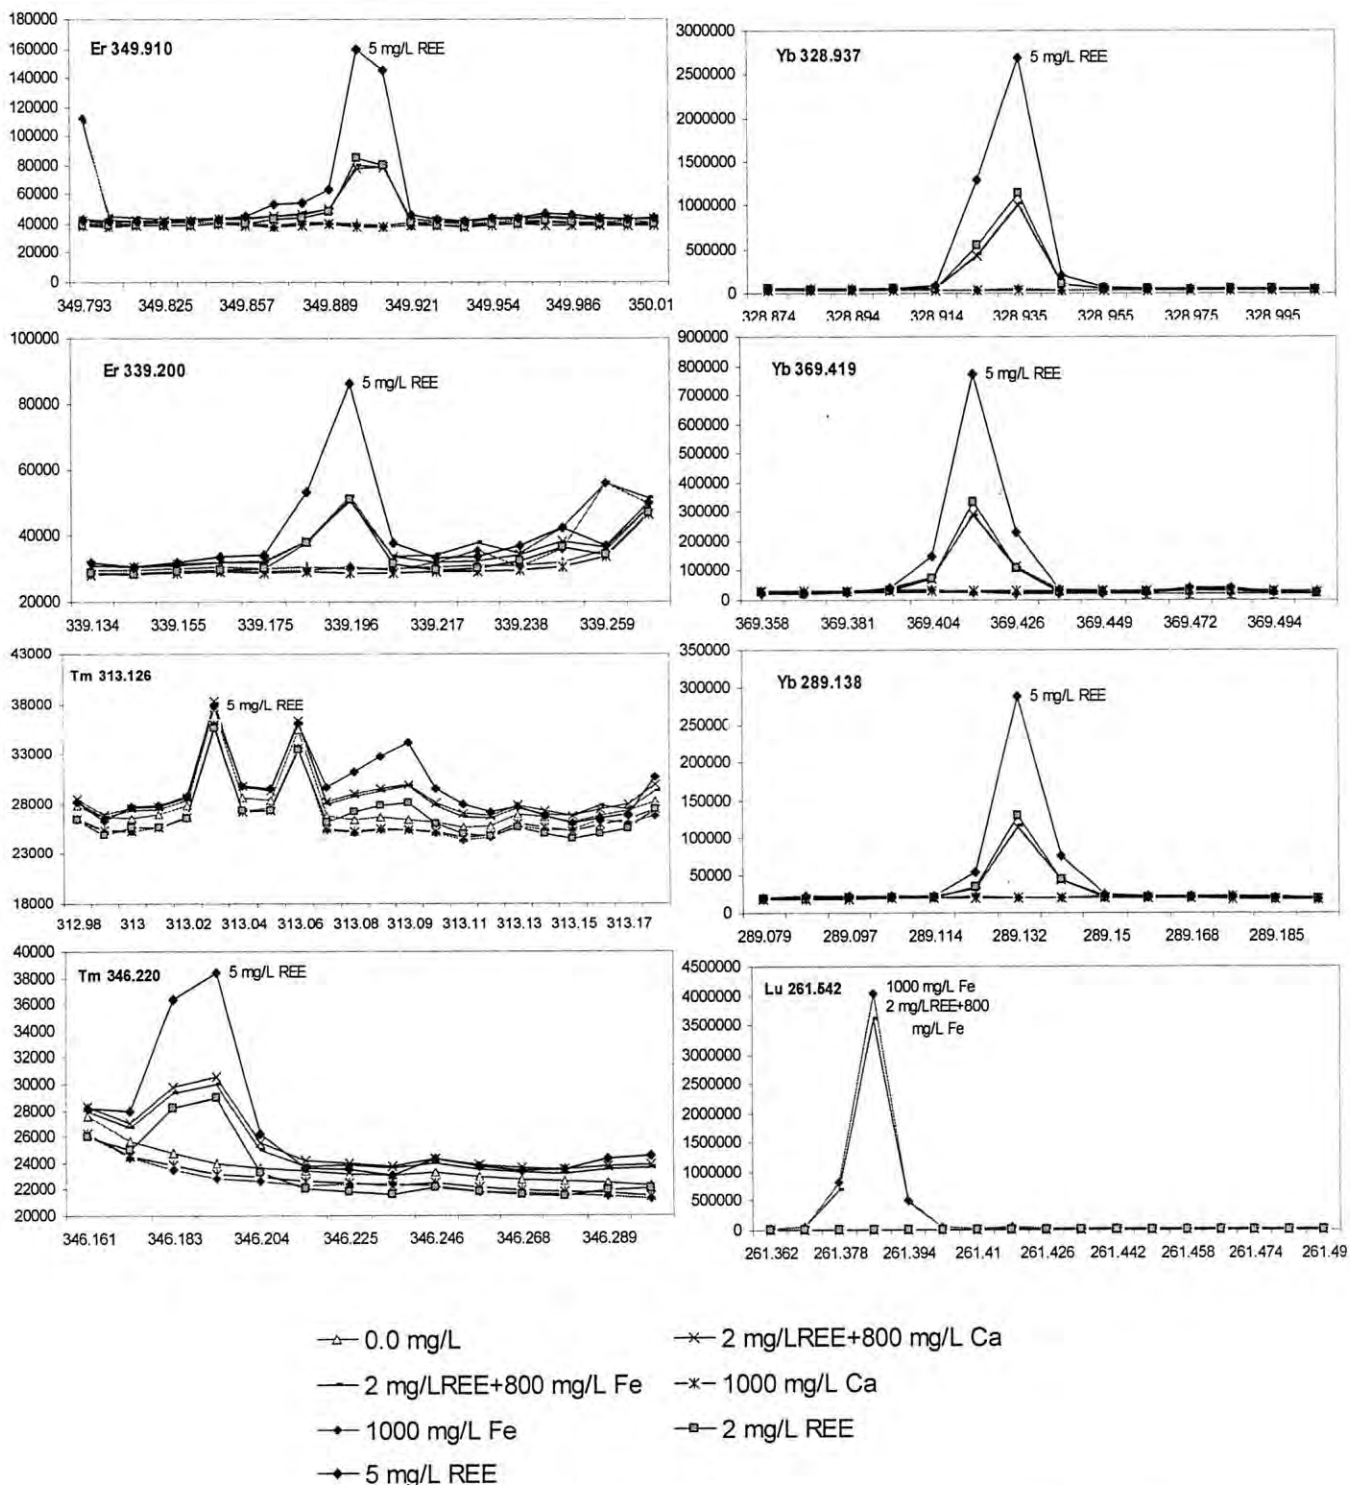 Er 349.910
5 mg/L REE
180000
160000
140000
120000
100000
80000
60000
40000
20000
0
349.793 349.825 349.857 349.889 349.921 349.954 349.986 350.01
Yb 328.937
5 mg/L REE
3000000
2500000
2000000
1500000
1000000
500000
0
328.874 328.894 328.914 328.935 328.955 328.975 328.995
Er 339.200
5 mg/L REE
100000
80000
60000
40000
20000
339.134 339.155 339.175 339.196 339.217 339.238 339.259
Yb 369.419
5 mg/L REE
900000
800000
700000
600000
500000
400000
300000
200000
100000
0
369.358 369.381 369.404 369.426 369.449 369.472 369.494
Tm 313.126
5 mg/L REE
43000
38000
33000
28000
23000
18000
312.98 313 313.02 313.04 313.06 313.08 313.09 313.11 313.13 313.15 313.17
Yb 289.138
5 mg/L REE
350000
300000
250000
200000
150000
100000
50000
0
289.079 289.097 289.114 289.132 289.15 289.168 289.185
Tm 346.220
5 mg/L REE
40000
38000
36000
34000
32000
30000
28000
26000
24000
22000
20000
346.161 346.183 346.204 346.225 346.246 346.268 346.289
Lu 261.542
1000 mg/L Fe
2 mg/LREE+800
mg/L Fe
4500000
4000000
3500000
3000000
2500000
2000000
1500000
1000000
500000
0
261.362 261.378 261.394 261.41 261.426 261.442 261.458 261.474 261.49
0.0 mg/L
2 mg/LREE+800 mg/L Ca
2 mg/LREE+800 mg/L Fe
1000 mg/L Ca
1000 mg/L Fe
2 mg/L REE
5 mg/L REE